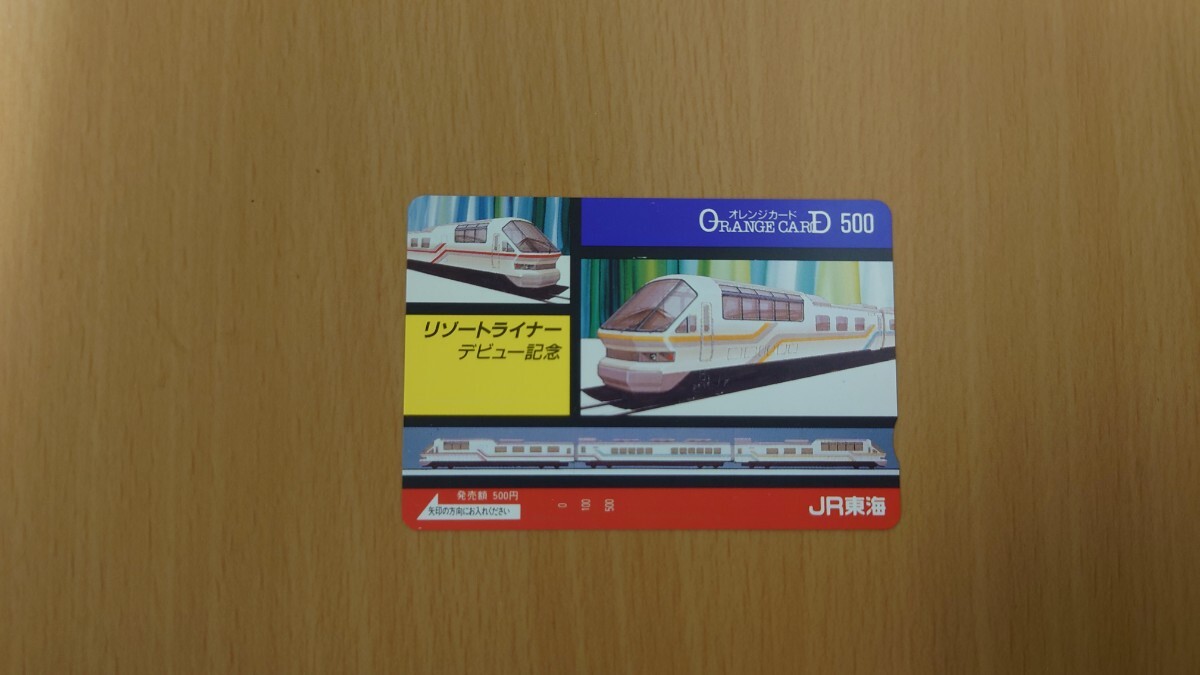 オレンジカード
ORANGE CARD 500
リゾートライナー
デビュー記念
発売額 500円
矢印の方向にお入れください
0 100 500
JR東海